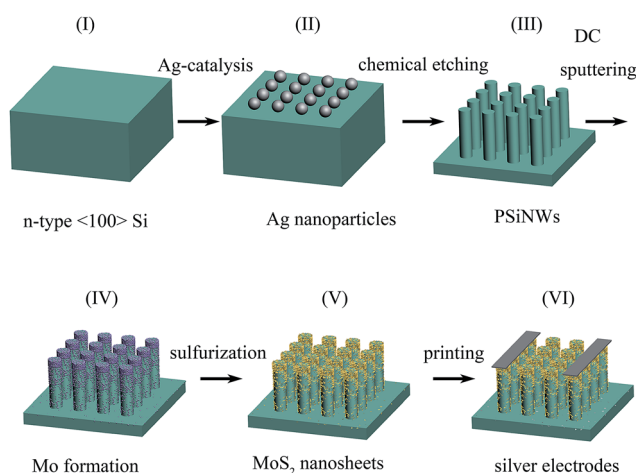 (I)
(II)
(III)
DC
Ag-catalysis
chemical etching
sputtering
n-type <100> Si
Ag nanoparticles
PSiNWs
(IV)
(V)
(VI)
sulfurization
printing
Mo formation
MoS₂ nanosheets
silver electrodes